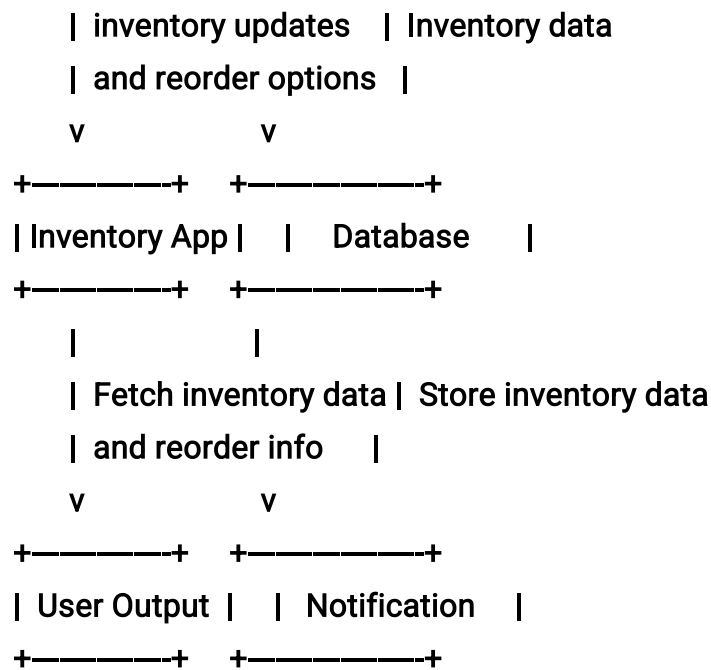 | inventory updates | Inventory data
| and reorder options |
v v
+—————-+ +——————-+
| Inventory App | | Database |
+—————-+ +——————-+
| |
| Fetch inventory data | Store inventory data
| and reorder info |
v v
+—————-+ +——————-+
| User Output | | Notification |
+—————-+ +——————-+